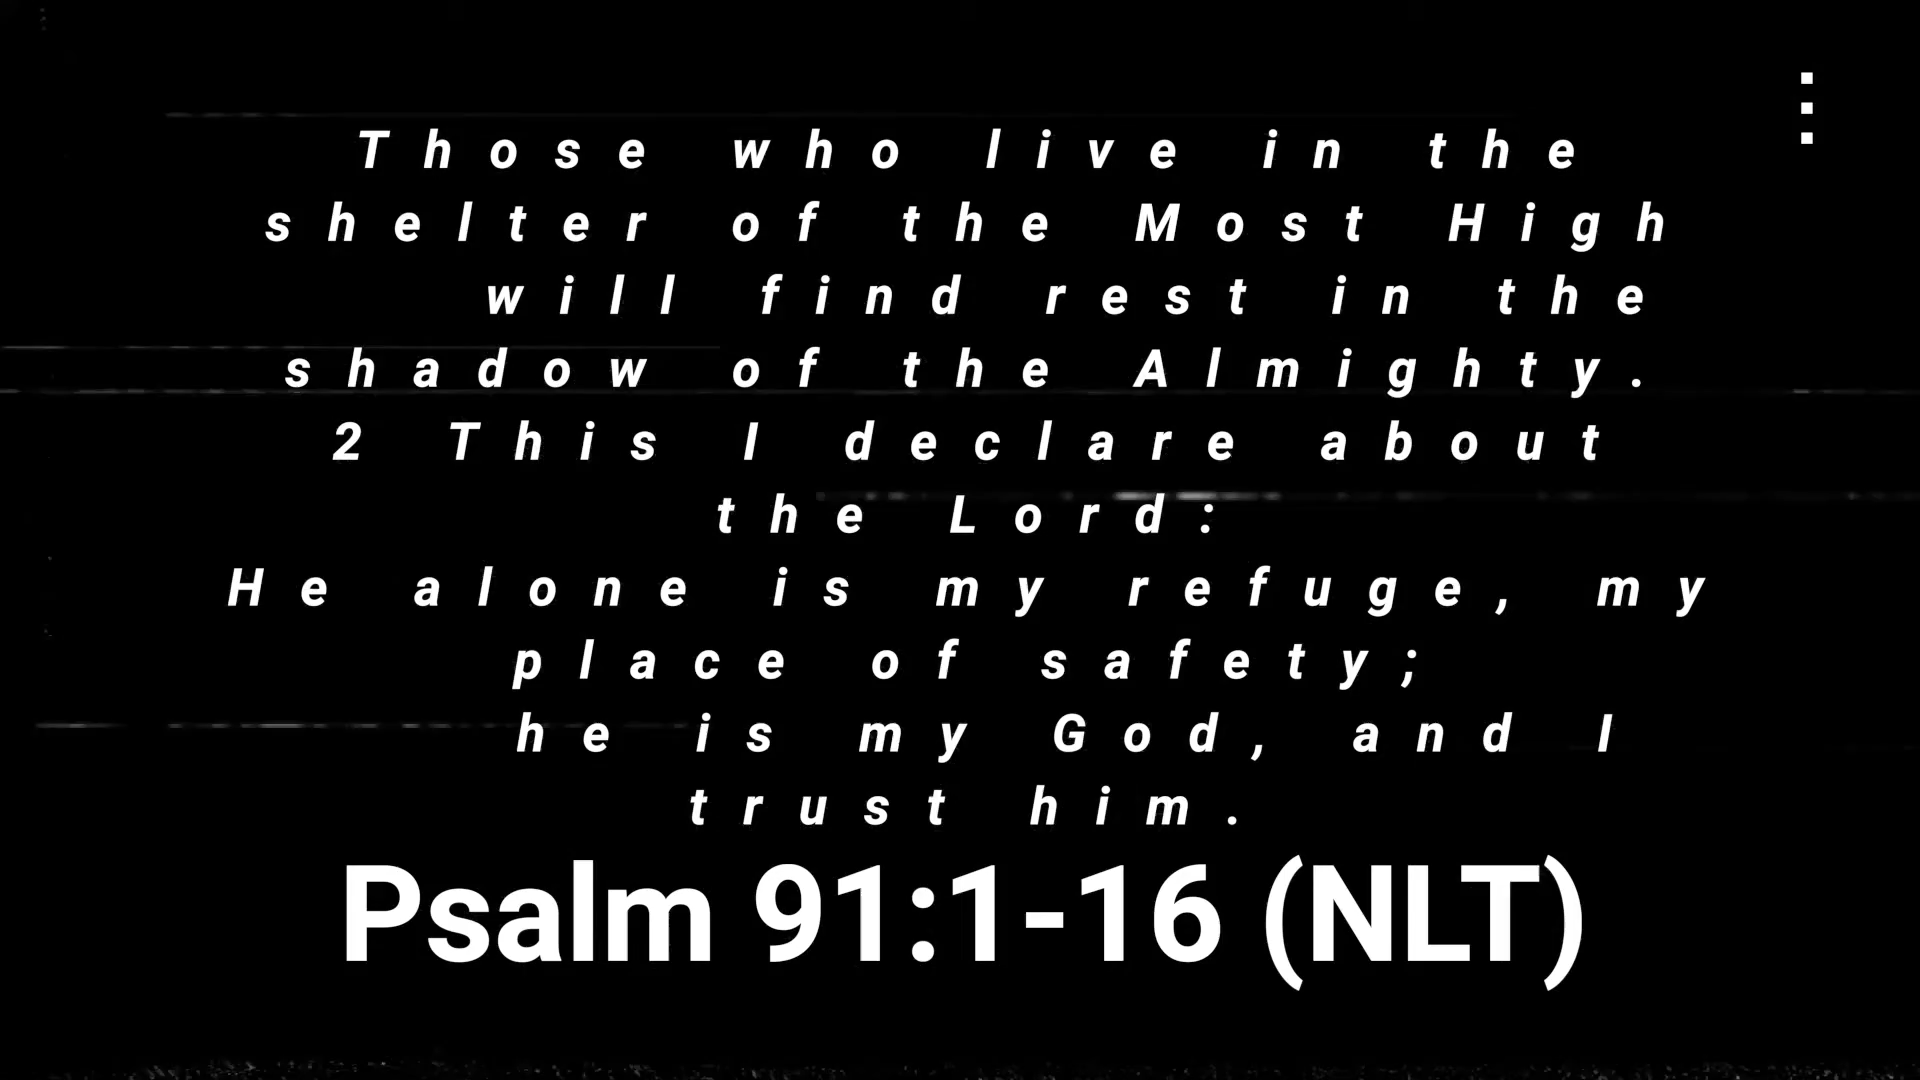 Those who live in the
shelter of the Most High
will find rest in the
shadow of the Almighty.
2 This I declare about
the Lord:
He alone is my refuge, my
place of safety;
he is my God, and I
trust him.
Psalm 91:1-16 (NLT)